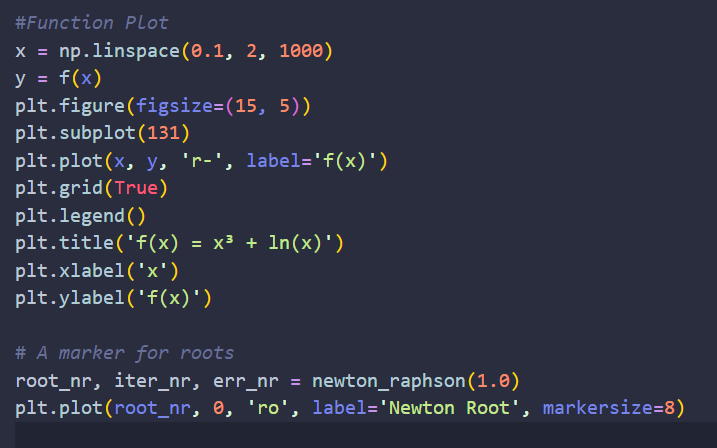 #Function Plot
x = np.linspace(0.1, 2, 1000)
y = f(x)
plt.figure(figsize=(15, 5))
plt.subplot(131)
plt.plot(x, y, 'r-', label='f(x)')
plt.grid(True)
plt.legend()
plt.title('f(x) = x³ + ln(x)')
plt.xlabel('x')
plt.ylabel('f(x)')
# A marker for roots
root_nr, iter_nr, err_nr = newton_raphson(1.0)
plt.plot(root_nr, 0, 'ro', label='Newton Root', markersize=8)